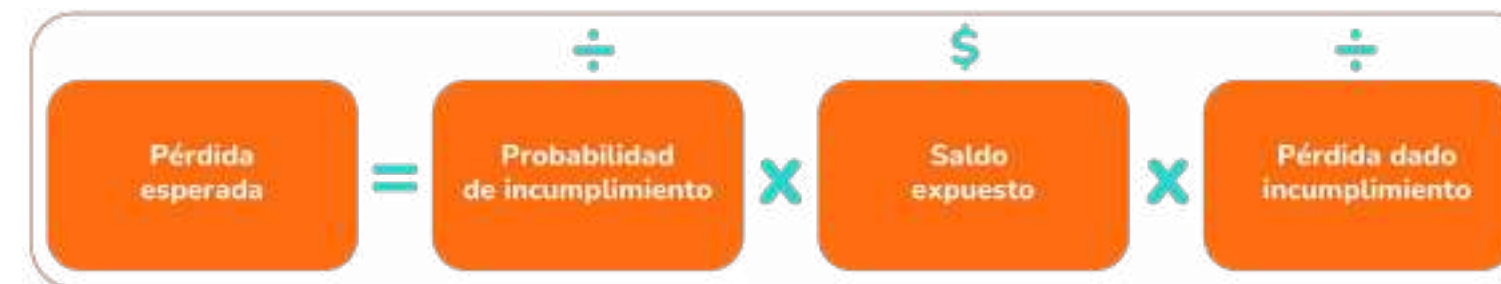 ÷ $ ÷
Pérdida
esperada
=
Probabilidad
de incumplimiento
x
Saldo
expuesto
x
Pérdida dado
incumplimiento